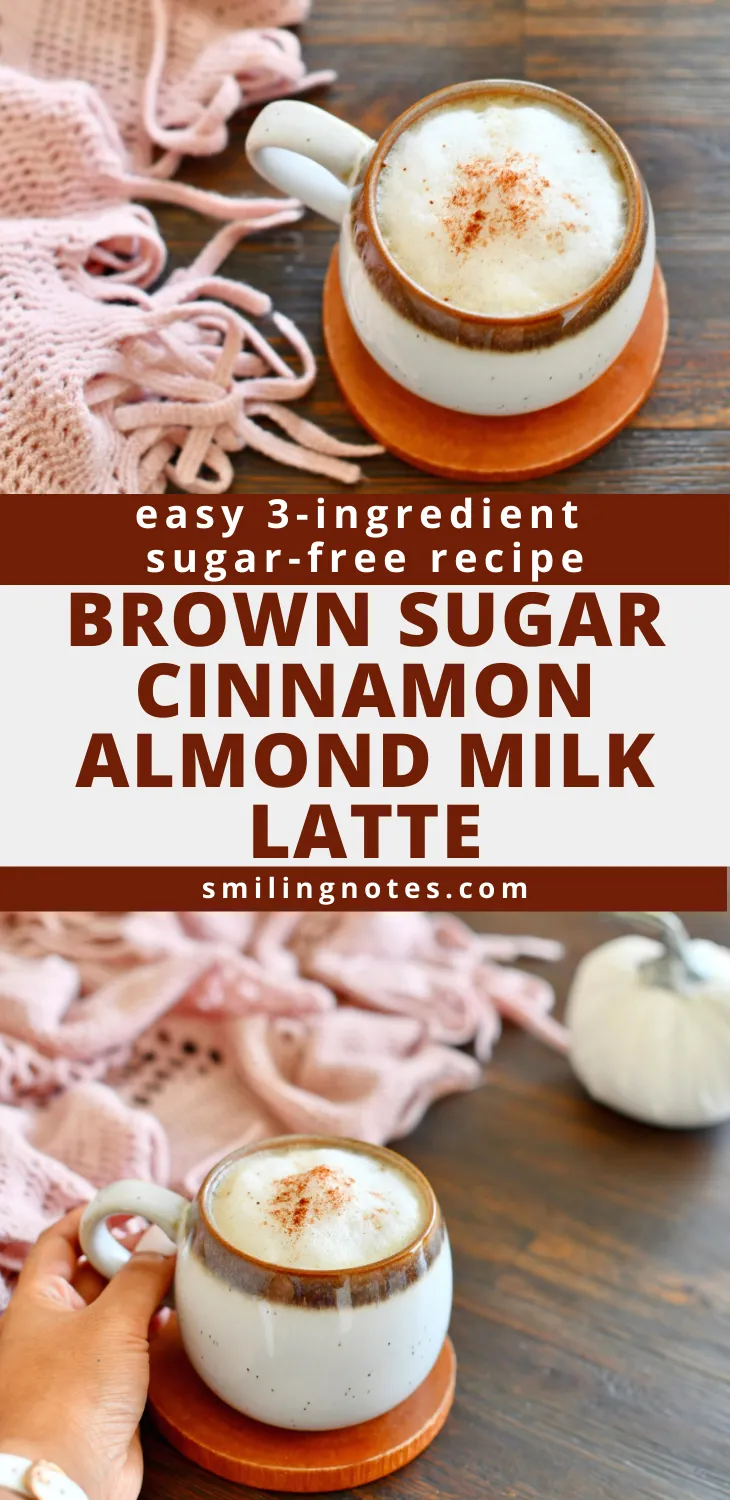 easy 3-ingredient
sugar-free recipe
BROWN SUGAR
CINNAMON
ALMOND MILK
LATTE
smilingnotes.com